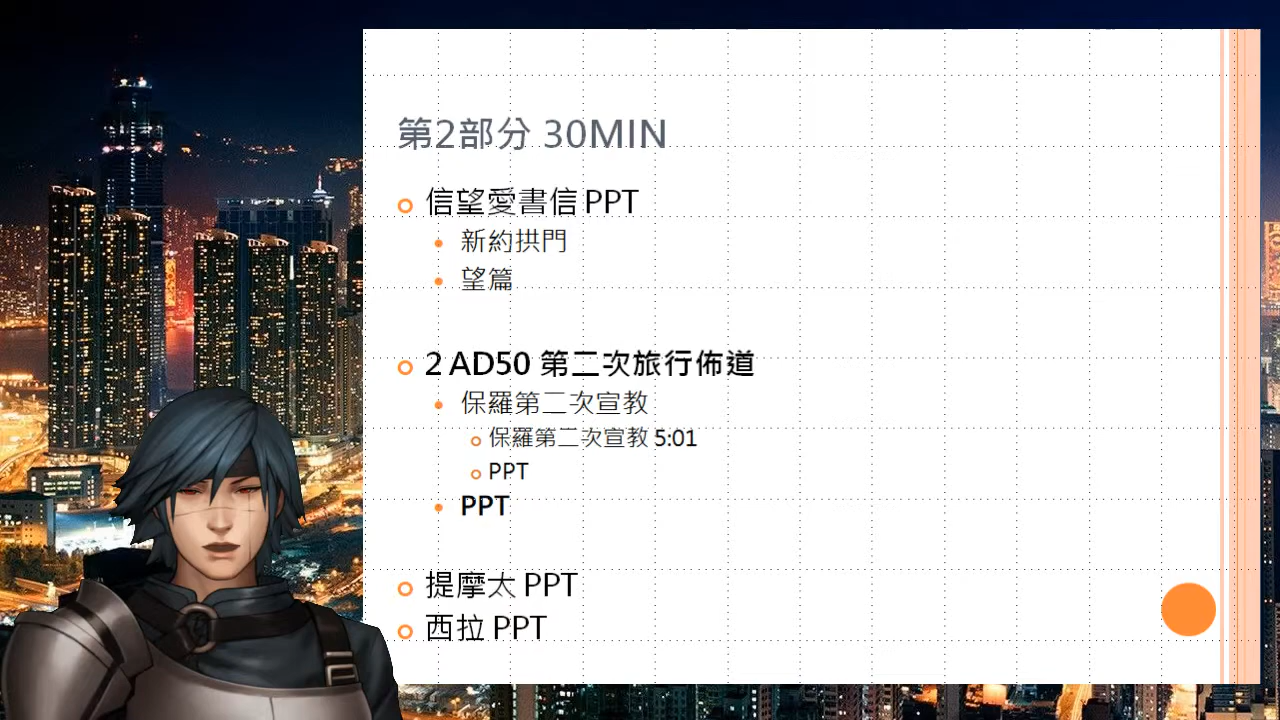 第2部分 30MIN
信望愛書信 PPT
新約拱門
望篇
2 AD50 第二次旅行佈道
保羅第二次宣教
保羅第二次宣教 5:01
PPT
PPT
提摩太 PPT
西拉 PPT